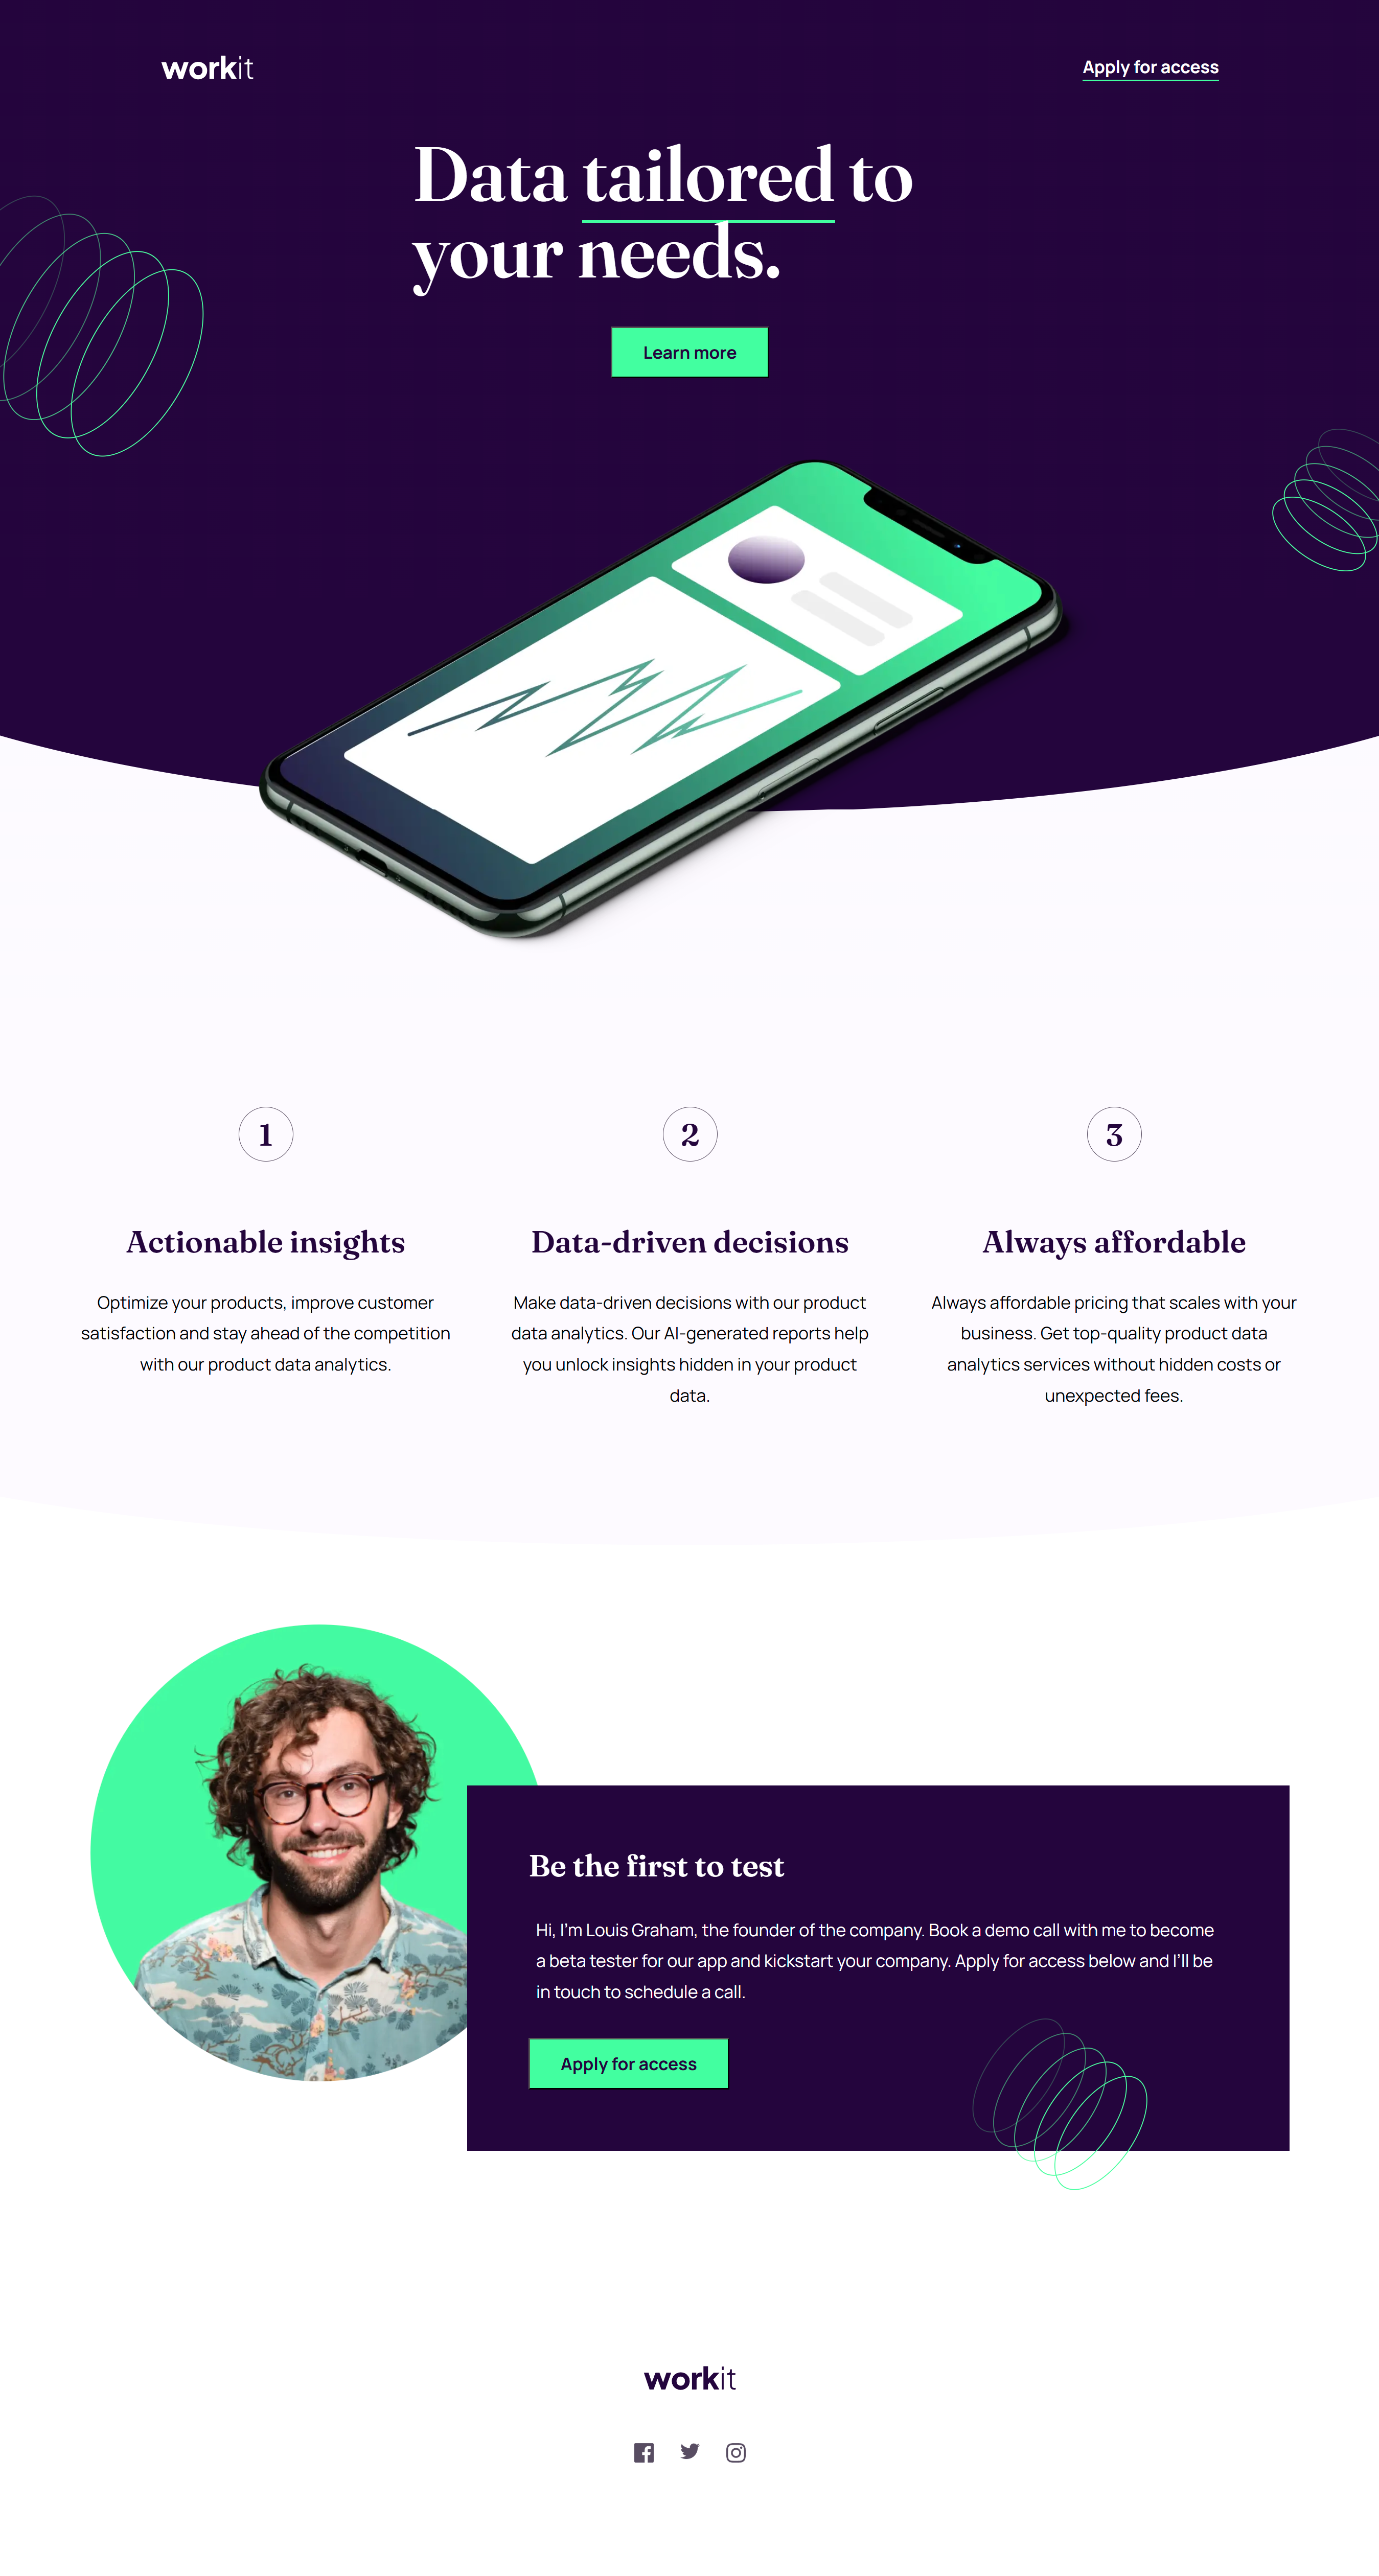 workit
Apply for access
Data tailored to
your needs.
Learn more
1
2
3
Actionable insights
Data-driven decisions
Always affordable
Optimize your products, improve customer
satisfaction and stay ahead of the competition
with our product data analytics.
Make data-driven decisions with our product
data analytics. Our AI-generated reports help
you unlock insights hidden in your product
data.
Always affordable pricing that scales with your
business. Get top-quality product data
analytics services without hidden costs or
unexpected fees.
Be the first to test
Hi, I'm Louis Graham, the founder of the company. Book a demo call with me to become
a beta tester for our app and kickstart your company. Apply for access below and I'll be
in touch to schedule a call.
Apply for access
workit